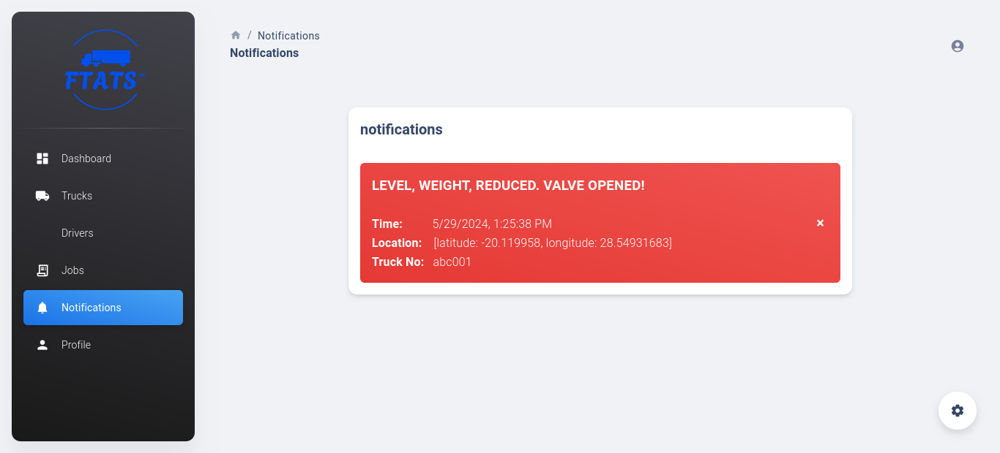 FTATS
Dashboard
Trucks
Drivers
Jobs
Notifications
Profile
/ Notifications
Notifications
notifications
LEVEL, WEIGHT, REDUCED. VALVE OPENED!
Time: 5/29/2024, 1:25:38 PM
Location: [latitude: -20.119958, longitude: 28.54931683]
Truck No: abc001